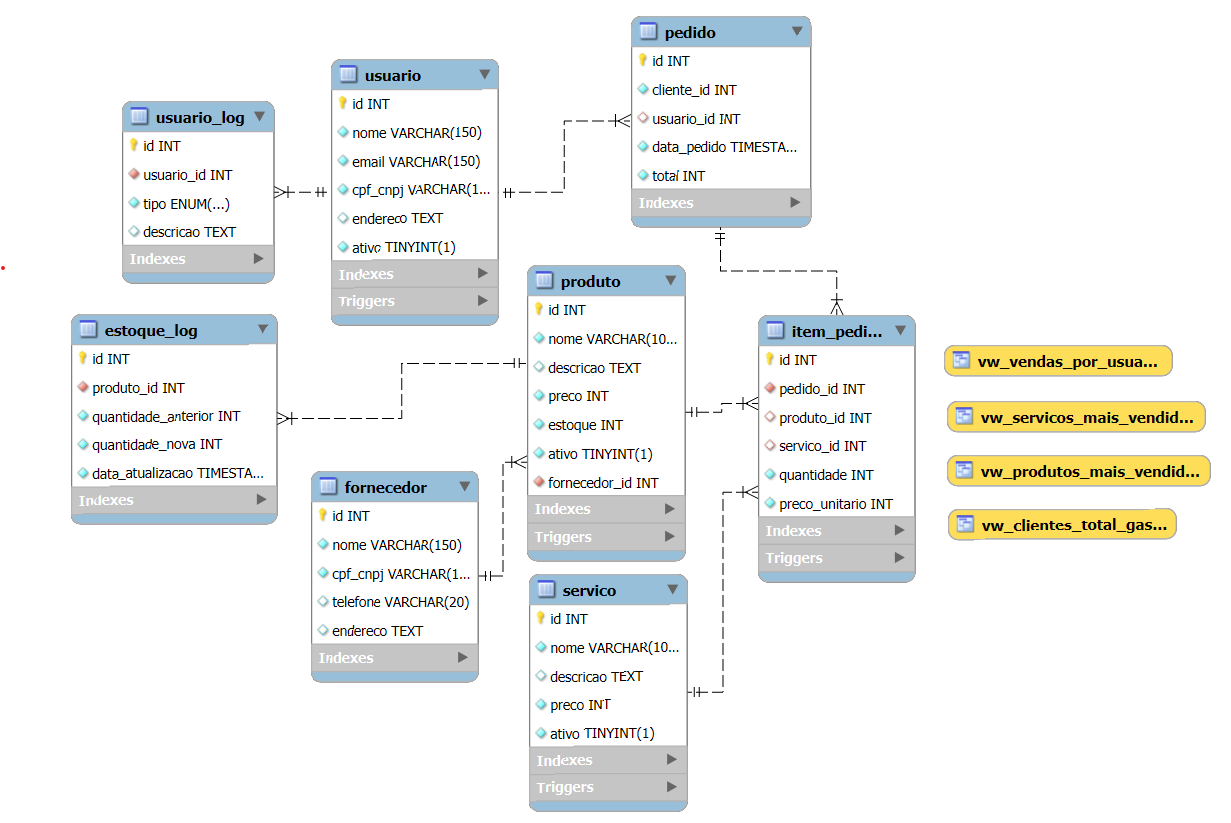 usuario_log
id INT
usuario_id INT
tipo ENUM(...)
descricao TEXT
Indexes
usuario
id INT
nome VARCHAR(150)
email VARCHAR(150)
cpf_cnpj VARCHAR(1...
endereco TEXT
ativo TINYINT(1)
Indexes
Triggers
pedido
id INT
cliente_id INT
usuario_id INT
data_pedido TIMESTA...
total INT
Indexes
estoque_log
id INT
produto_id INT
quantidade_anterior INT
quantidade_nova INT
data_atualizacao TIMESTA...
Indexes
fornecedor
id INT
nome VARCHAR(150)
cpf_cnpj VARCHAR(1...
telefone VARCHAR(20)
endereco TEXT
Indexes
produto
id INT
nome VARCHAR(10...
descricao TEXT
preco INT
estoque INT
ativo TINYINT(1)
fornecedor_id INT
Indexes
Triggers
servico
id INT
nome VARCHAR(10...
descricao TEXT
preco INT
ativo TINYINT(1)
Indexes
Triggers
item_pedi...
id INT
pedido_id INT
produto_id INT
servico_id INT
quantidade INT
preco_unitario INT
Indexes
Triggers
vw_vendas_por_usua...
vw_servicos_mais_vendid...
vw_produtos_mais_vendid...
vw_clientes_total_gas...